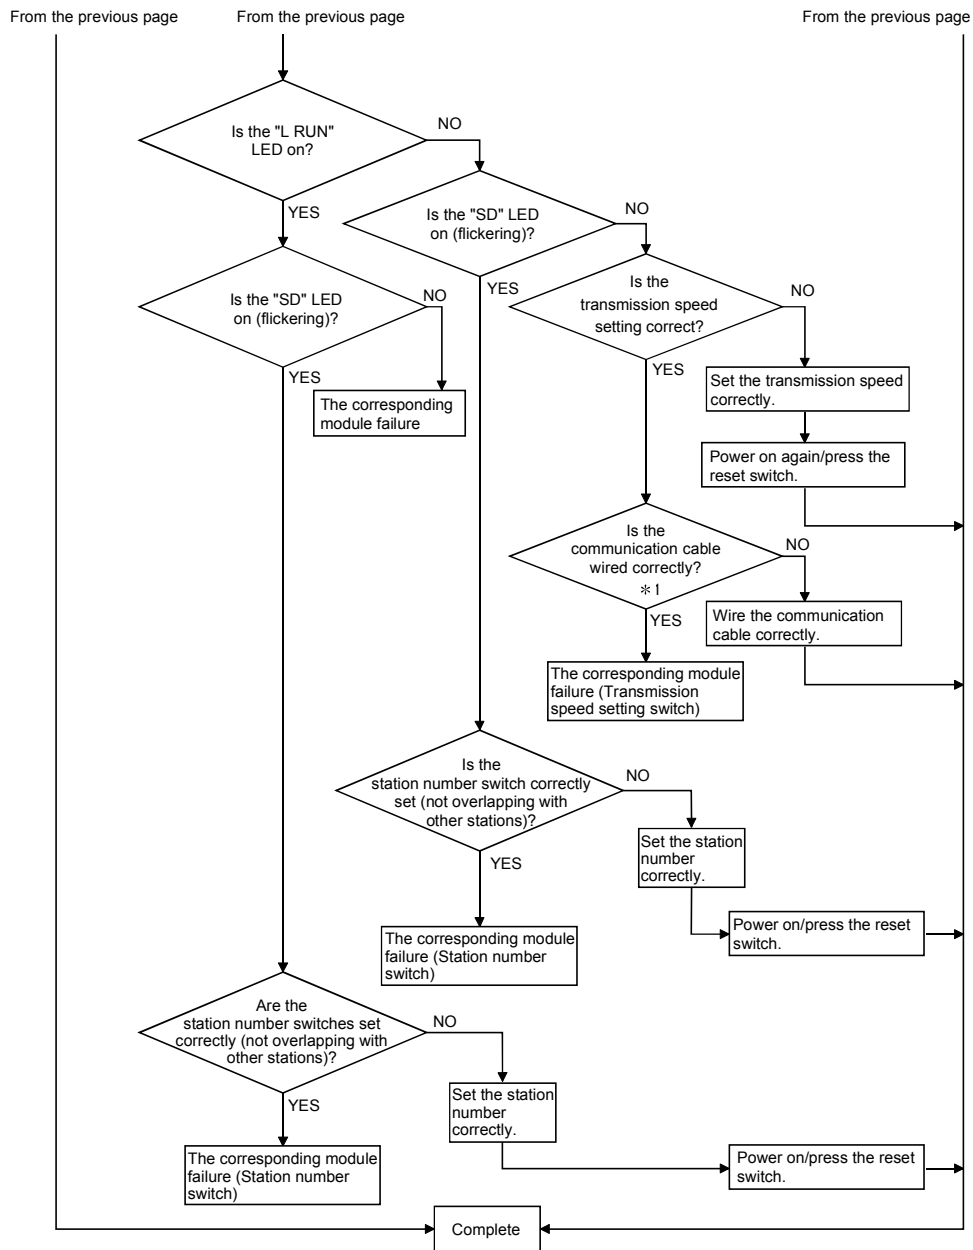 From the previous page
From the previous page
From the previous page
Is the "L RUN"
LED on?
NO
YES
Is the "SD" LED
on (flickering)?
NO
YES
Is the "SD" LED
on (flickering)?
NO
YES
Is the
transmission speed
setting correct?
NO
YES
The corresponding
module failure
Set the transmission speed
correctly.
Power on again/press the
reset switch.
Is the
communication cable
wired correctly?
*1
NO
YES
Wire the communication
cable correctly.
The corresponding module
failure (Transmission
speed setting switch)
Is the
station number switch correctly
set (not overlapping with
other stations)?
NO
YES
Set the station
number
correctly.
Power on/press the reset
switch.
The corresponding module
failure (Station number
switch)
Are the
station number switches set
correctly (not overlapping with
other stations)?
NO
YES
Set the station
number
correctly.
Power on/press the reset
switch.
The corresponding module
failure (Station number
switch)
Complete